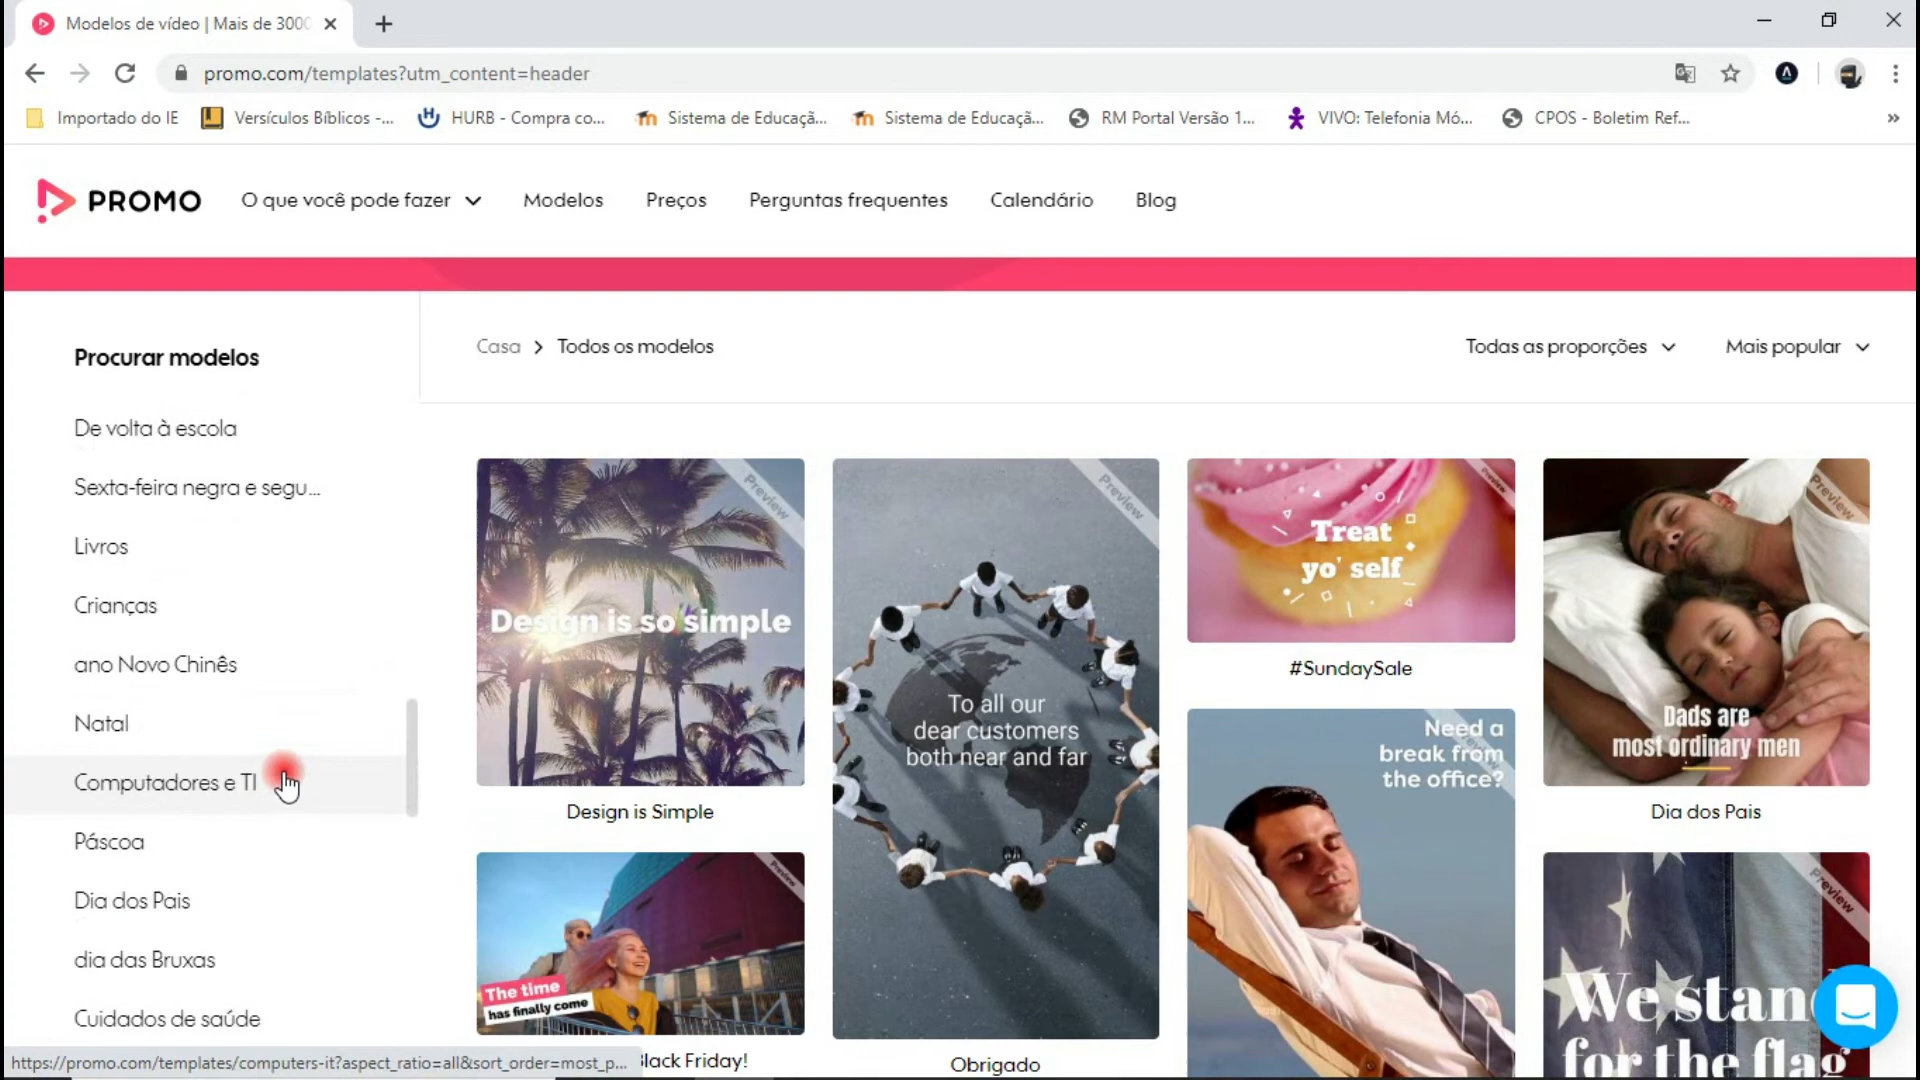 Modelos de vídeo | Mais de 3000
promo.com/templates?utm_content=header
Importado do IE
Versículos Bíblicos -...
HURB - Compra co...
Sistema de Educaçã...
Sistema de Educaçã...
RM Portal Versão 1...
VIVO: Telefonia Mó...
CPOS - Boletim Ref...
»
PROMO
O que você pode fazer
Modelos
Preços
Perguntas frequentes
Calendário
Blog
Procurar modelos
Casa
Todos os modelos
Todas as proporções
Mais popular
De volta à escola
Sexta-feira negra e segu...
Livros
Crianças
ano Novo Chinês
Natal
Computadores e TI
Páscoa
Dia dos Pais
dia das Bruxas
Cuidados de saúde
Preview
Design is so simple
Design is Simple
Preview
The time
has finally come
Black Friday!
Preview
To all our
dear customers
both near and far
Obrigado
Preview
Treat
yo' self
#SundaySale
Need a
break from
the office?
Preview
Dads are
most ordinary men
Dia dos Pais
Preview
We stan
for the flag
https://promo.com/templates/computers-it?aspect_ratio=all&sort_order=most_p...